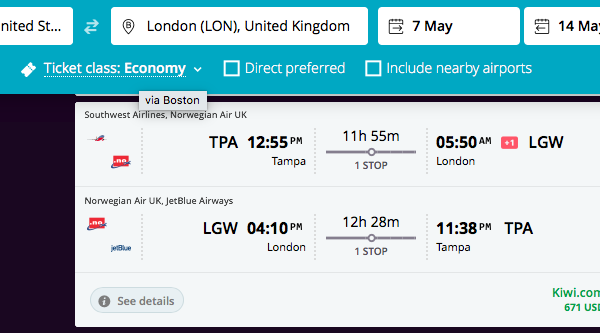 nited St... London (LON), United Kingdom 7 May 14 May
Ticket class: Economy Direct preferred Include nearby airports
via Boston
Southwest Airlines, Norwegian Air UK
TPA 12:55 PM 11h 55m 05:50 AM +1 LGW
Tampa 1 STOP London
Norwegian Air UK, JetBlue Airways
LGW 04:10 PM 12h 28m 11:38 PM TPA
jetBlue London 1 STOP Tampa
See details Kiwi.com
671 USD